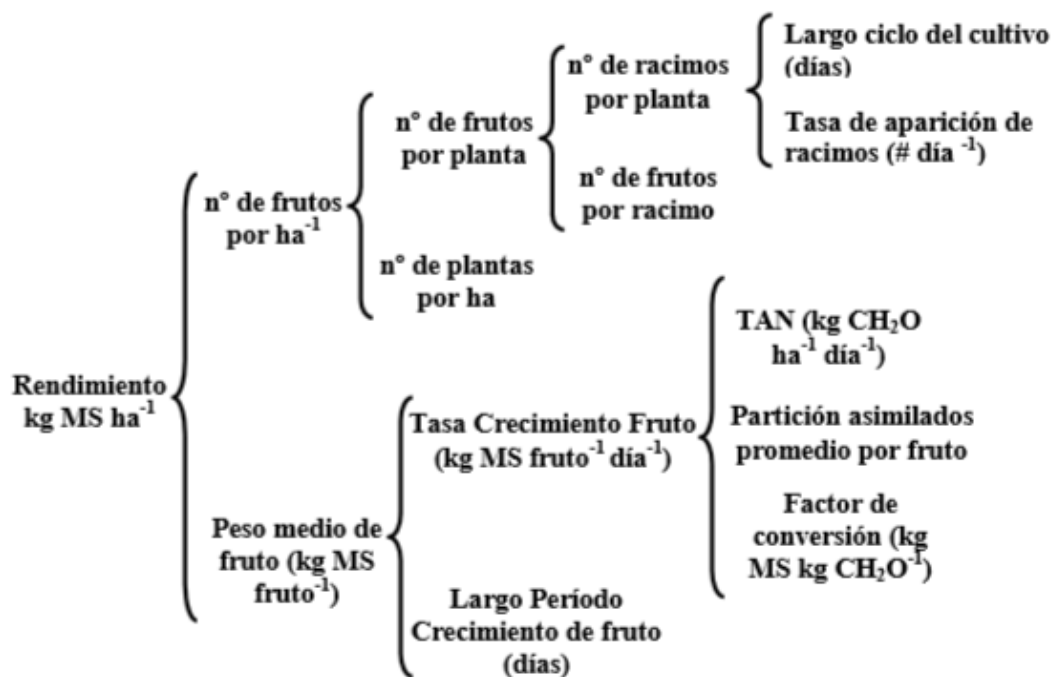 Rendimiento
kg MS ha⁻¹
n° de frutos
por ha⁻¹
n° de frutos
por planta
n° de racimos
por planta
Largo ciclo del cultivo
(días)
Tasa de aparición de
racimos (# día ⁻¹)
n° de frutos
por racimo
n° de plantas
por ha
Peso medio de
fruto (kg MS
fruto⁻¹)
Tasa Crecimiento Fruto
(kg MS fruto⁻¹ día⁻¹)
TAN (kg CH₂O
ha⁻¹ día⁻¹)
Partición asimilados
promedio por fruto
Factor de
conversión (kg
MS kg CH₂O⁻¹)
Largo Período
Crecimiento de fruto
(días)